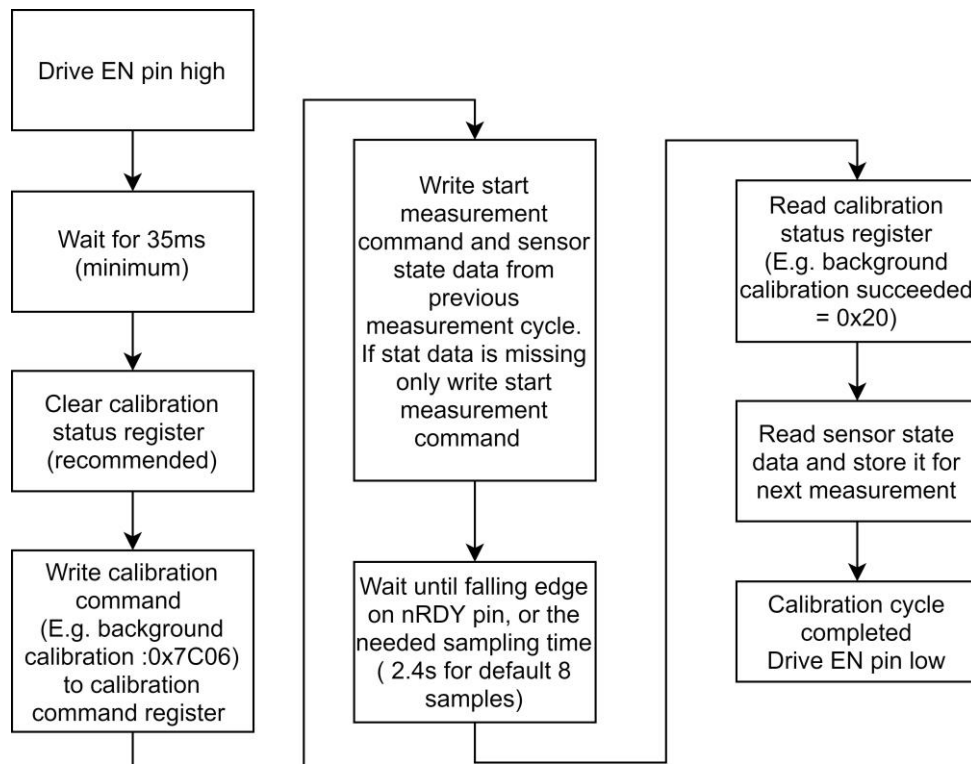 Drive EN pin high
Wait for 35ms
(minimum)
Clear calibration
status register
(recommended)
Write calibration
command
(E.g. background
calibration :0x7C06)
to calibration
command register
Write start
measurement
command and sensor
state data from
previous
measurement cycle.
If stat data is missing
only write start
measurement
command
Wait until falling edge
on nRDY pin, or the
needed sampling time
( 2.4s for default 8
samples)
Read calibration
status register
(E.g. background
calibration succeeded
= 0x20)
Read sensor state
data and store it for
next measurement
Calibration cycle
completed
Drive EN pin low